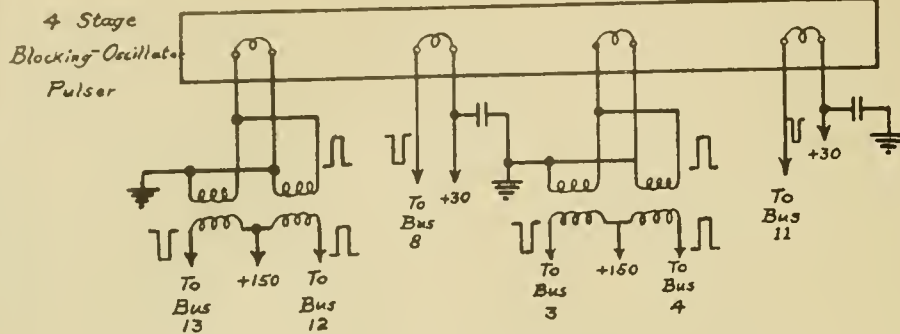 4 Stage
Blocking-Oscillator
Pulser
To
Bus
8
+30
To
Bus
11
+30
To
Bus
13
+150
To
Bus
12
To
Bus
3
+150
To
Bus
4